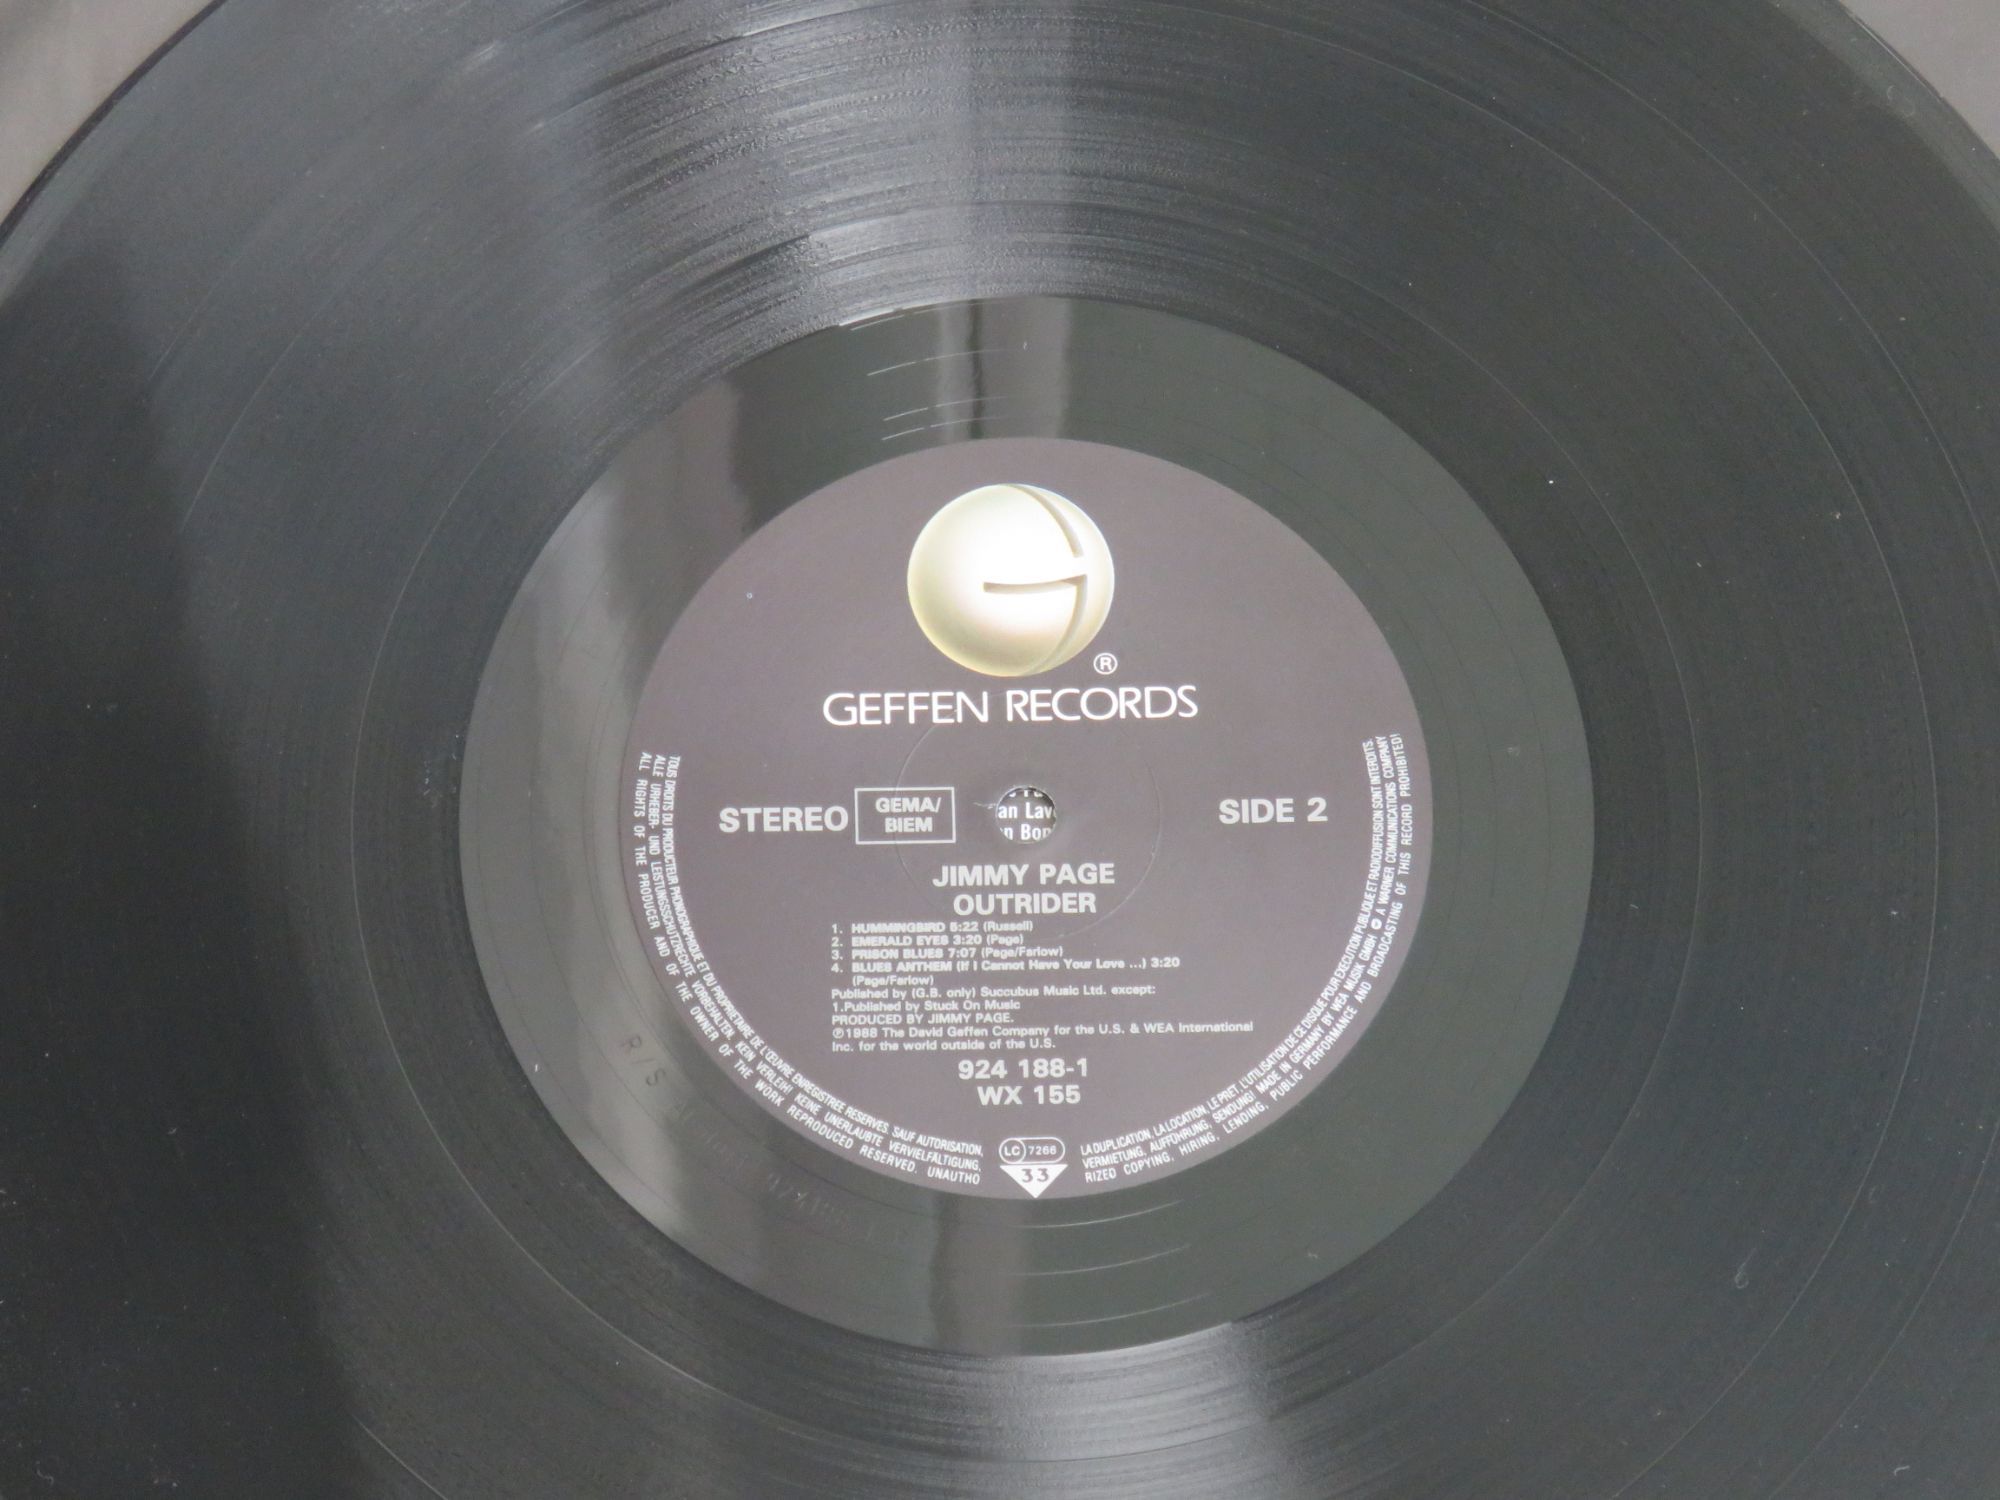 ®
GEFFEN RECORDS
STEREO
GEMA/
BIEM
SIDE 2
an Lav
n Bon
JIMMY PAGE
OUTRIDER
1. HUMMINGBIRD 5:22 (Russell)
2. EMERALD EYES 3:20 (Page)
3. PRISON BLUES 7:07 (Page/Farlow)
4. BLUES ANTHEM (If I Cannot Have Your Love ...) 3:20
(Page/Farlow)
Published by (G.B. only) Succubus Music Ltd. except:
1.Published by Stuck On Music
PRODUCED BY JIMMY PAGE.
℗1988 The David Geffen Company for the U.S. & WEA International
Inc. for the world outside of the U.S.
924 188-1
WX 155
LC 7266
33
TOUS DROITS DU PRODUCTEUR PHONOGRAPHIQUE ET DU PROPRIETAIRE DE L'ŒUVRE ENREGISTREE RESERVES. SAUF AUTORISATION, LA DUPLICATION, LA LOCATION, LE PRET, L'UTILISATION DE CE DISQUE POUR EXECUTION PUBLIQUE ET RADIODIFFUSION SONT INTERDITS.
ALLE URHEBER- UND LEISTUNGSSCHUTZRECHTE VORBEHALTEN. KEIN VERLEIH! KEINE UNERLAUBTE VERVIELFÄLTIGUNG, VERMIETUNG, AUFFÜHRUNG, SENDUNG! MADE IN GERMANY BY WEA MUSIK GMBH A WARNER COMMUNICATIONS COMPANY
ALL RIGHTS OF THE PRODUCER AND OF THE OWNER OF THE WORK REPRODUCED RESERVED. UNAUTHORIZED COPYING, HIRING, LENDING, PUBLIC PERFORMANCE AND BROADCASTING OF THIS RECORD PROHIBITED!
R/S